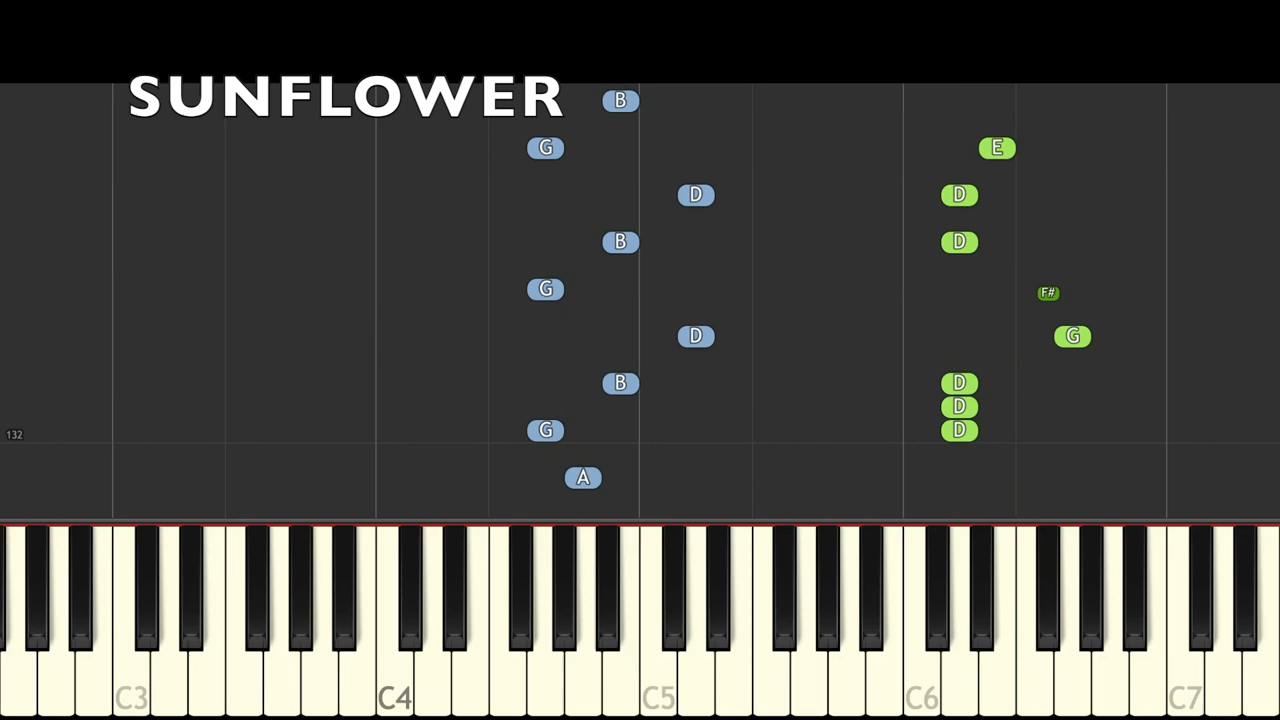 SUNFLOWER
B
G E
D D
B D
G F#
D G
B D
D
132 G D
A
C3 C4 C5 C6 C7